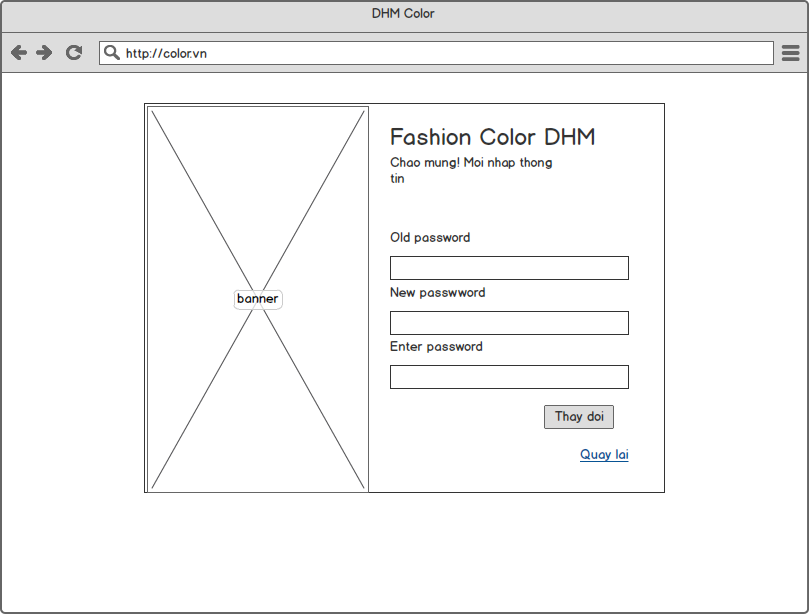 DHM Color
http://color.vn
Fashion Color DHM
Chao mung! Moi nhap thong
tin
Old password
banner
New passwword
Enter password
Thay doi
Quay lai